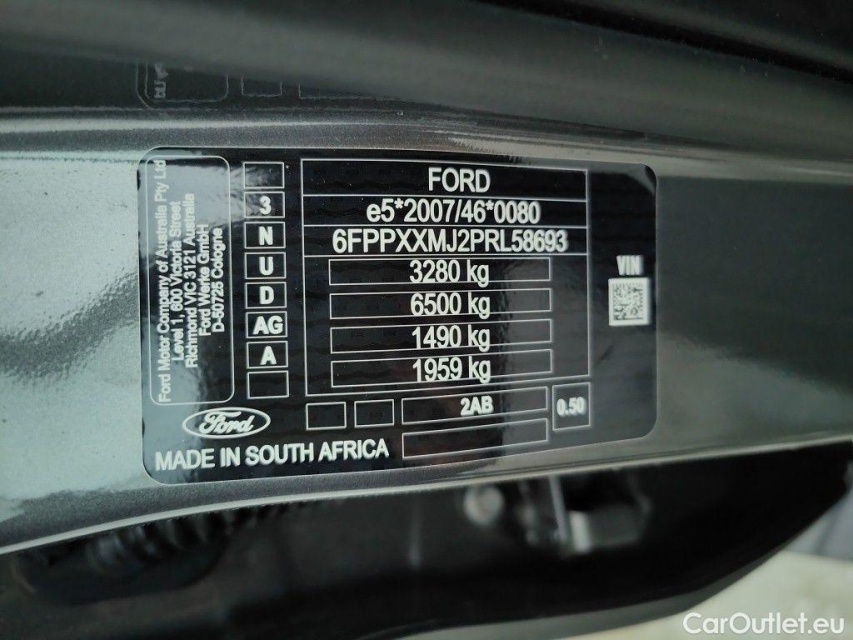 Ford Motor Company of Australia Pty Ltd
Level 1, 600 Victoria Street
Richmond VIC 3121 Australia
Ford Werke GmbH
D-50725 Cologne
3
N
U
D
AG
A
FORD
e5*2007/46*0080
6FPPXXMJ2PRL58693
3280 kg
6500 kg
1490 kg
1959 kg
VIN
2AB
0.50
Ford
MADE IN SOUTH AFRICA
CarOutlet.eu